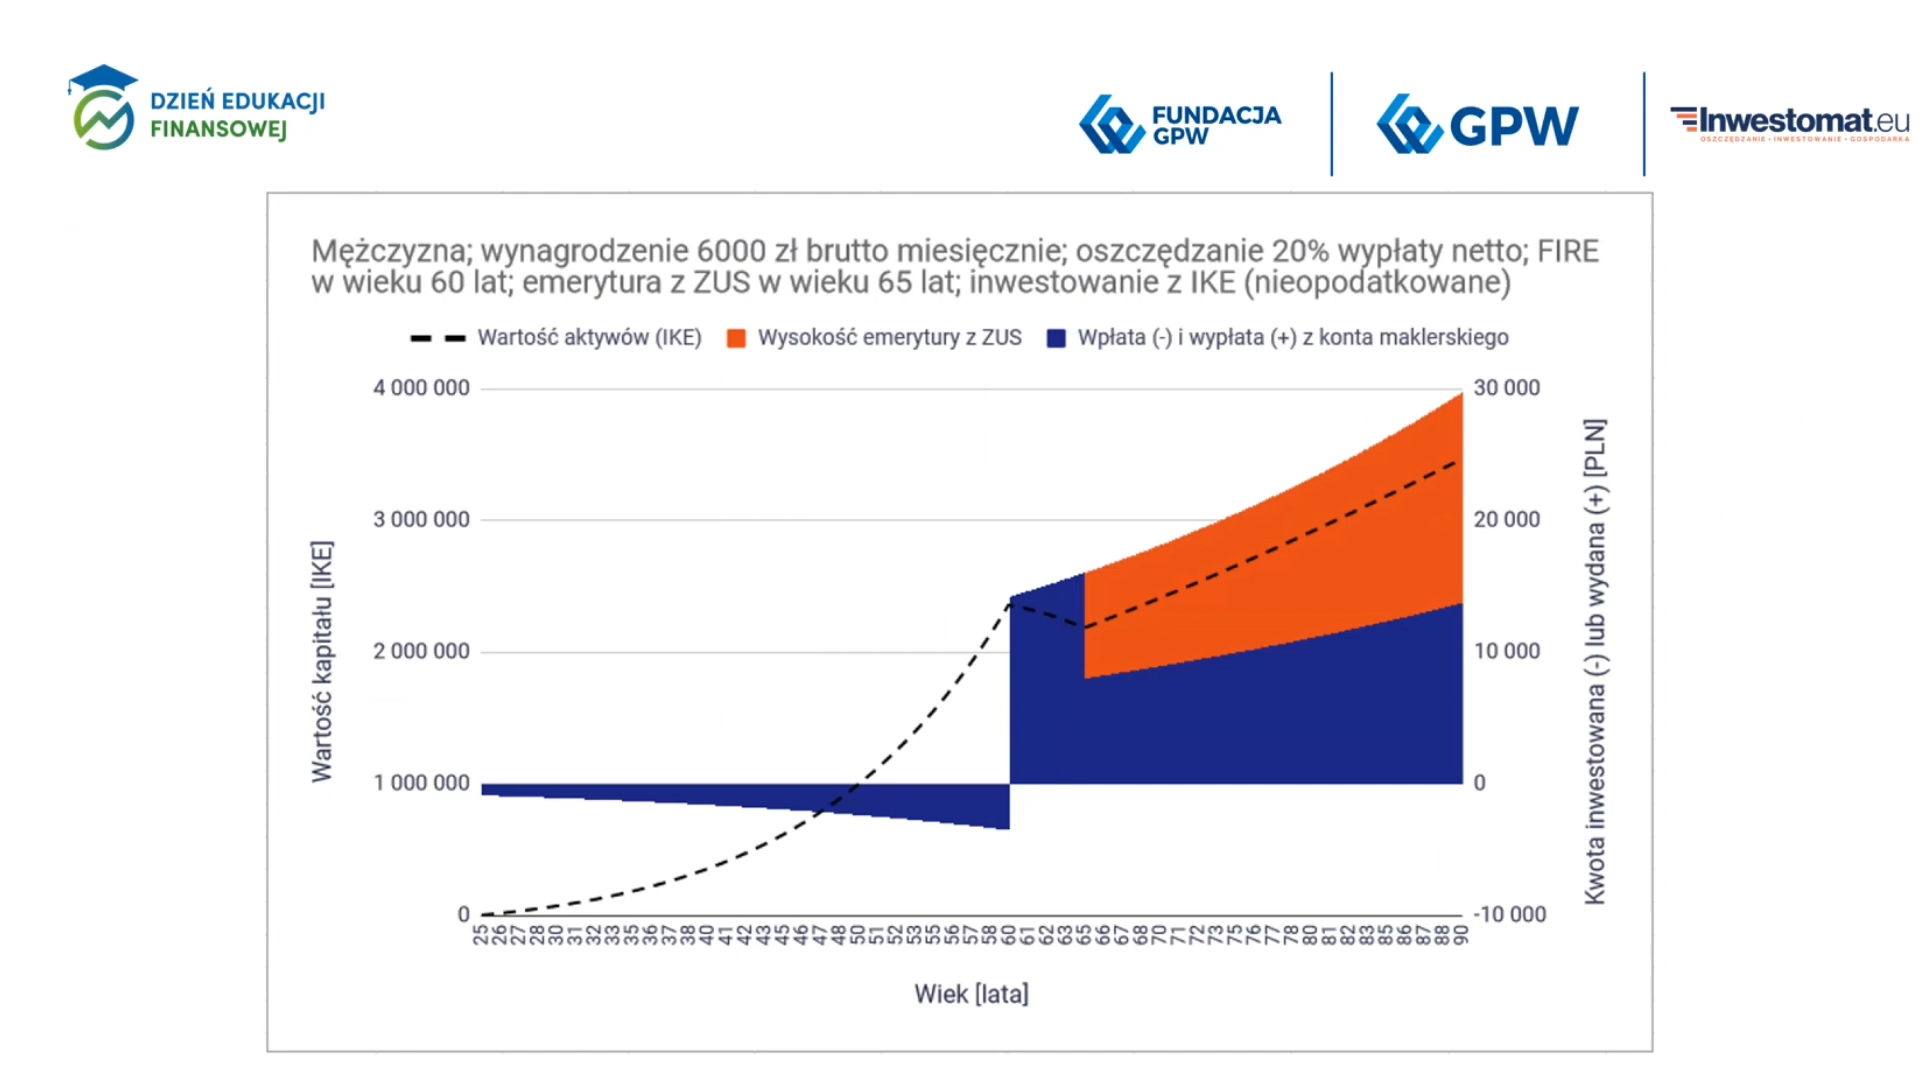 DZIEŃ EDUKACJI
FINANSOWEJ
FUNDACJA
GPW
GPW
Inwestomat.eu
OSZCZĘDZANIE • INWESTOWANIE • GOSPODARKA
Mężczyzna; wynagrodzenie 6000 zł brutto miesięcznie; oszczędzanie 20% wypłaty netto; FIRE
w wieku 60 lat; emerytura z ZUS w wieku 65 lat; inwestowanie z IKE (nieopodatkowane)
Wartość aktywów (IKE) Wysokość emerytury z ZUS Wpłata (-) i wypłata (+) z konta maklerskiego
Wartość kapitału [IKE]
4 000 000
3 000 000
2 000 000
1 000 000
0
30 000
20 000
10 000
0
-10 000
Kwota inwestowana (-) lub wydana (+) [PLN]
25 26 27 28 30 31 32 33 35 36 37 38 40 41 42 43 45 46 47 48 50 51 52 53 55 56 57 58 60 61 62 63 65 66 67 68 70 71 72 73 75 76 77 78 80 81 82 83 85 86 87 88 90
Wiek [lata]